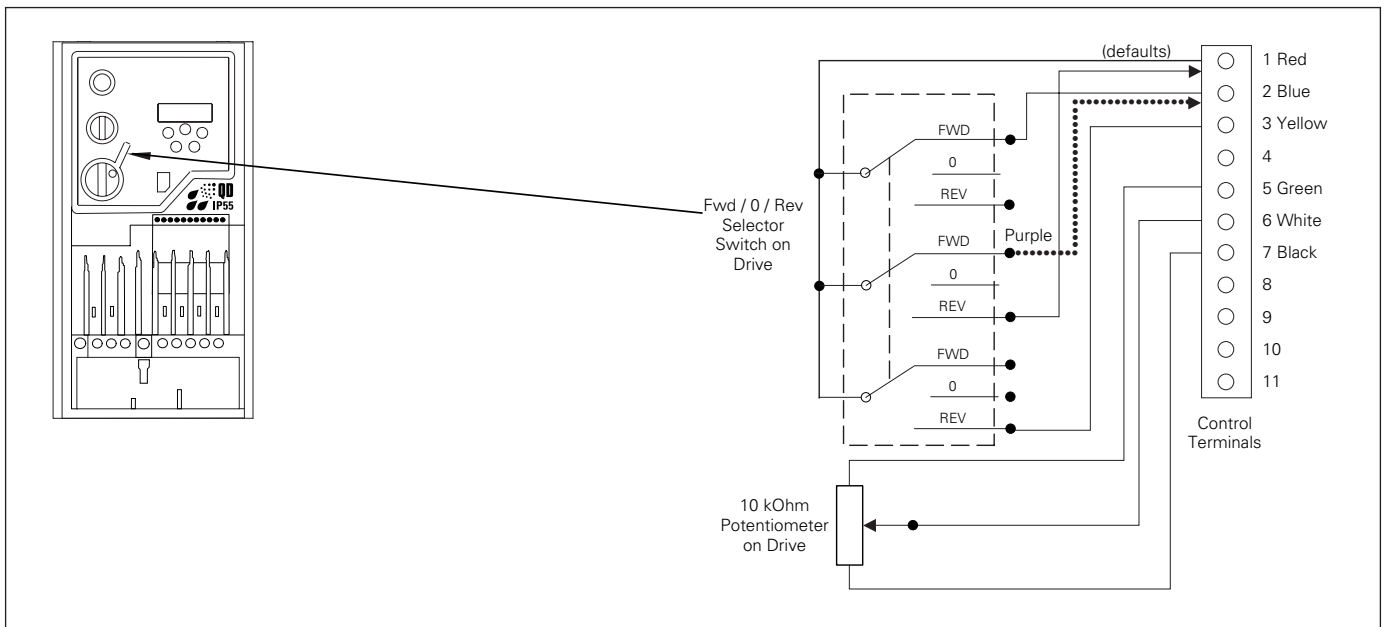 QD
IP55
Fwd / 0 / Rev
Selector
Switch on
Drive
(defaults)
FWD
0
REV
FWD
Purple
0
REV
FWD
0
REV
10 kOhm
Potentiometer
on Drive
1 Red
2 Blue
3 Yellow
4
5 Green
6 White
7 Black
8
9
10
11
Control
Terminals